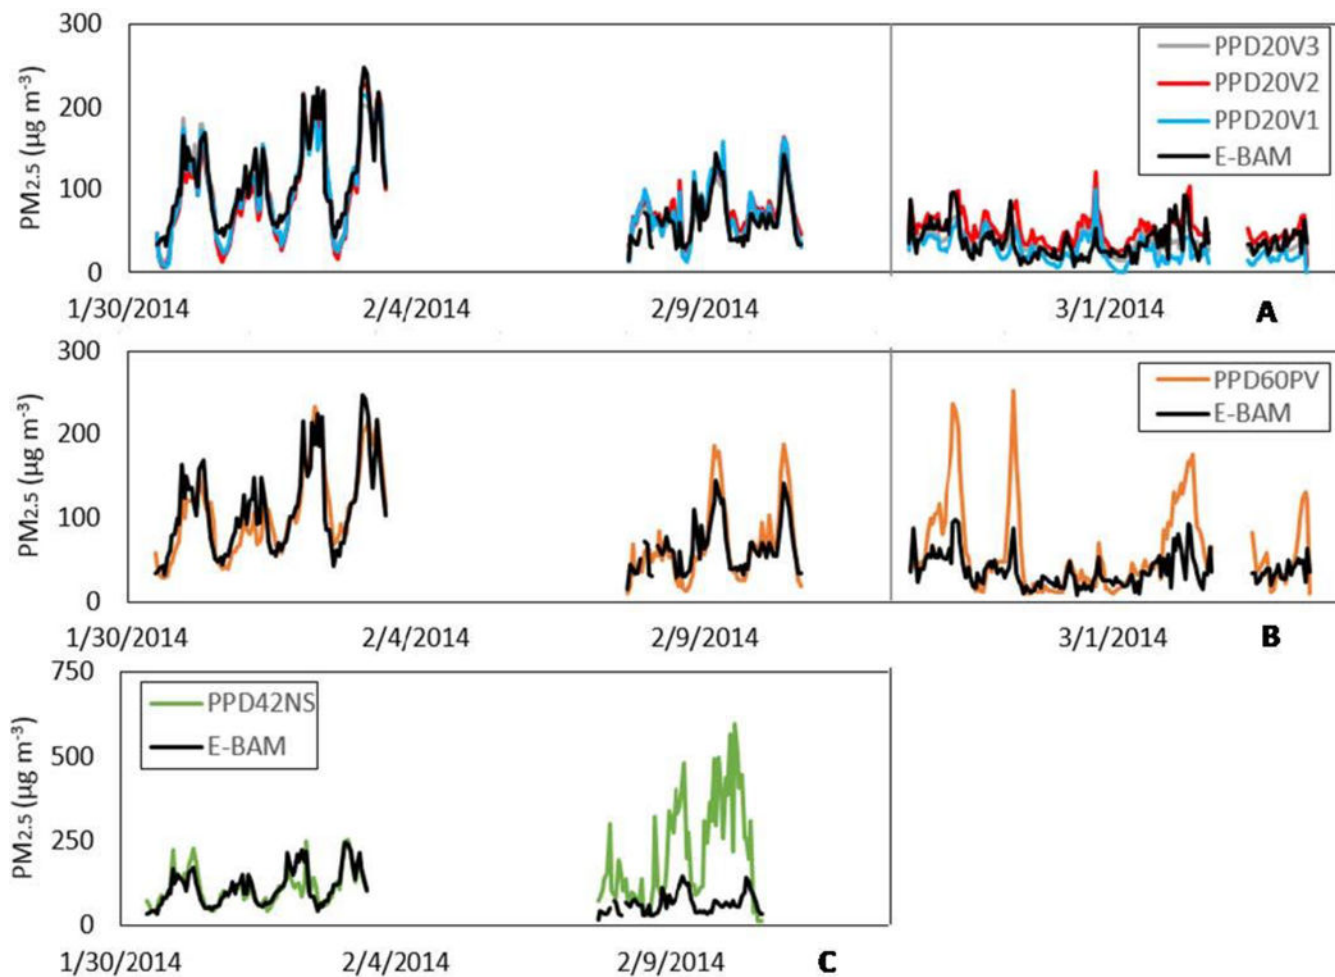 300
200
100
0
PM2.5 (µg m-3)
PPD20V3
PPD20V2
PPD20V1
E-BAM
1/30/2014 2/4/2014 2/9/2014 3/1/2014 A
300
200
100
0
PM2.5 (µg m-3)
PPD60PV
E-BAM
1/30/2014 2/4/2014 2/9/2014 3/1/2014 B
750
500
250
0
PM2.5 (µg m-3)
PPD42NS
E-BAM
1/30/2014 2/4/2014 2/9/2014 C